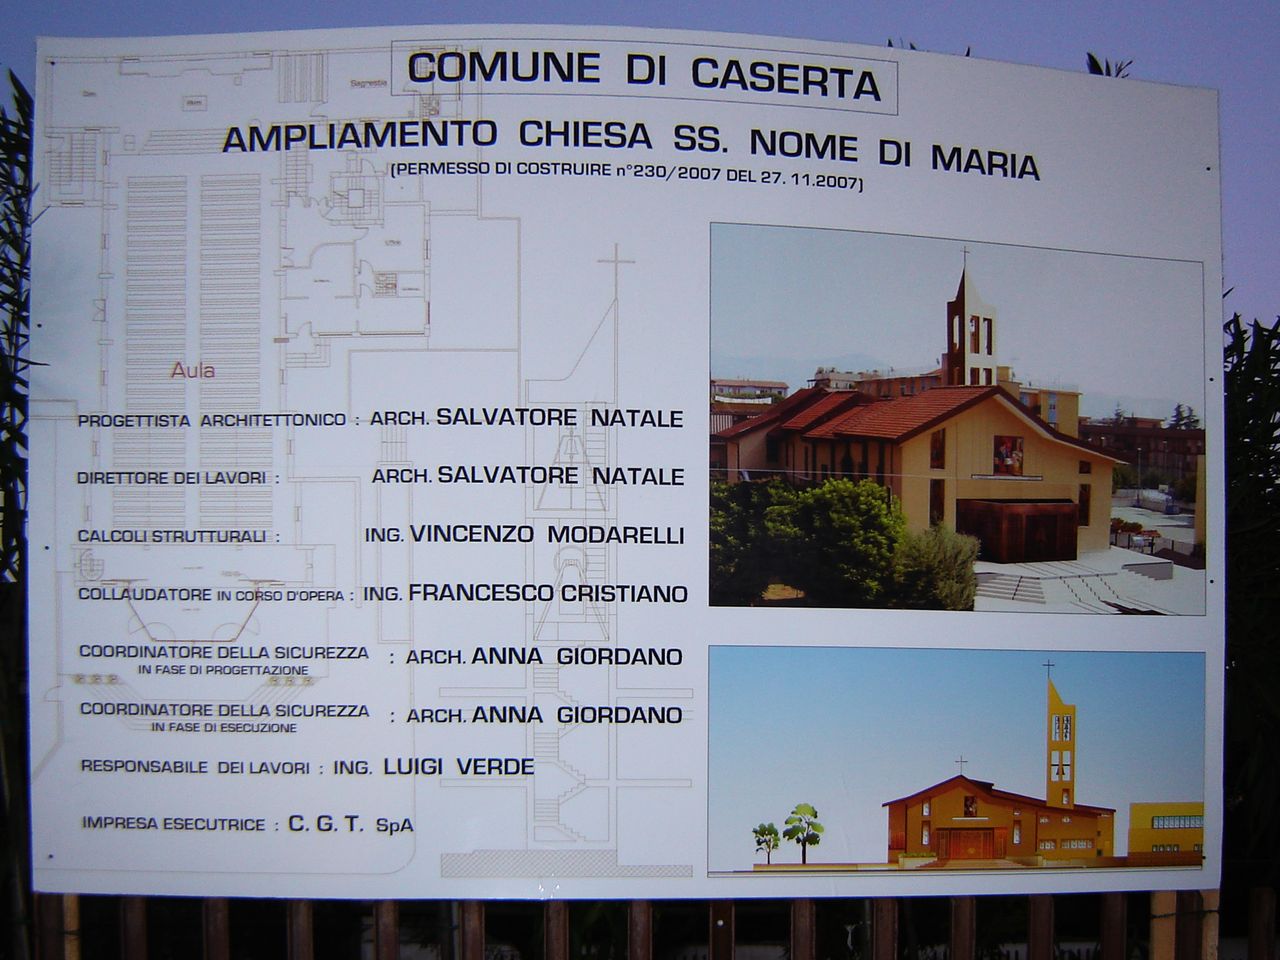 COMUNE DI CASERTA
AMPLIAMENTO CHIESA SS. NOME DI MARIA
(PERMESSO DI COSTRUIRE n°230/2007 DEL 27.11.2007)
Sagrestia
Aula
PROGETTISTA ARCHITETTONICO : ARCH. SALVATORE NATALE
DIRETTORE DEI LAVORI : ARCH. SALVATORE NATALE
CALCOLI STRUTTURALI : ING. VINCENZO MODARELLI
COLLAUDATORE IN CORSO D'OPERA : ING. FRANCESCO CRISTIANO
COORDINATORE DELLA SICUREZZA : ARCH. ANNA GIORDANO
IN FASE DI PROGETTAZIONE
COORDINATORE DELLA SICUREZZA : ARCH. ANNA GIORDANO
IN FASE DI ESECUZIONE
RESPONSABILE DEI LAVORI : ING. LUIGI VERDE
IMPRESA ESECUTRICE : C.G.T. SpA